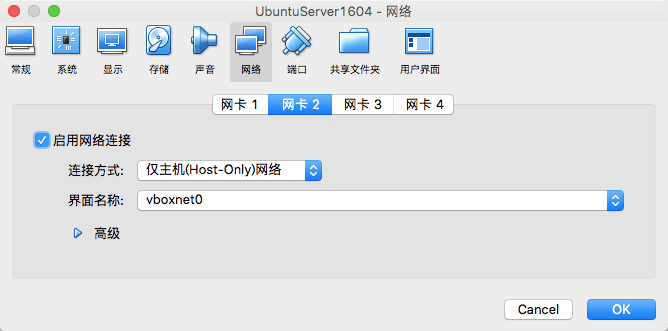 UbuntuServer1604 - 网络
常规 系统 显示 存储 声音 网络 端口 共享文件夹 用户界面
网卡 1 网卡 2 网卡 3 网卡 4
启用网络连接
连接方式: 仅主机(Host-Only)网络
界面名称: vboxnet0
高级
Cancel OK